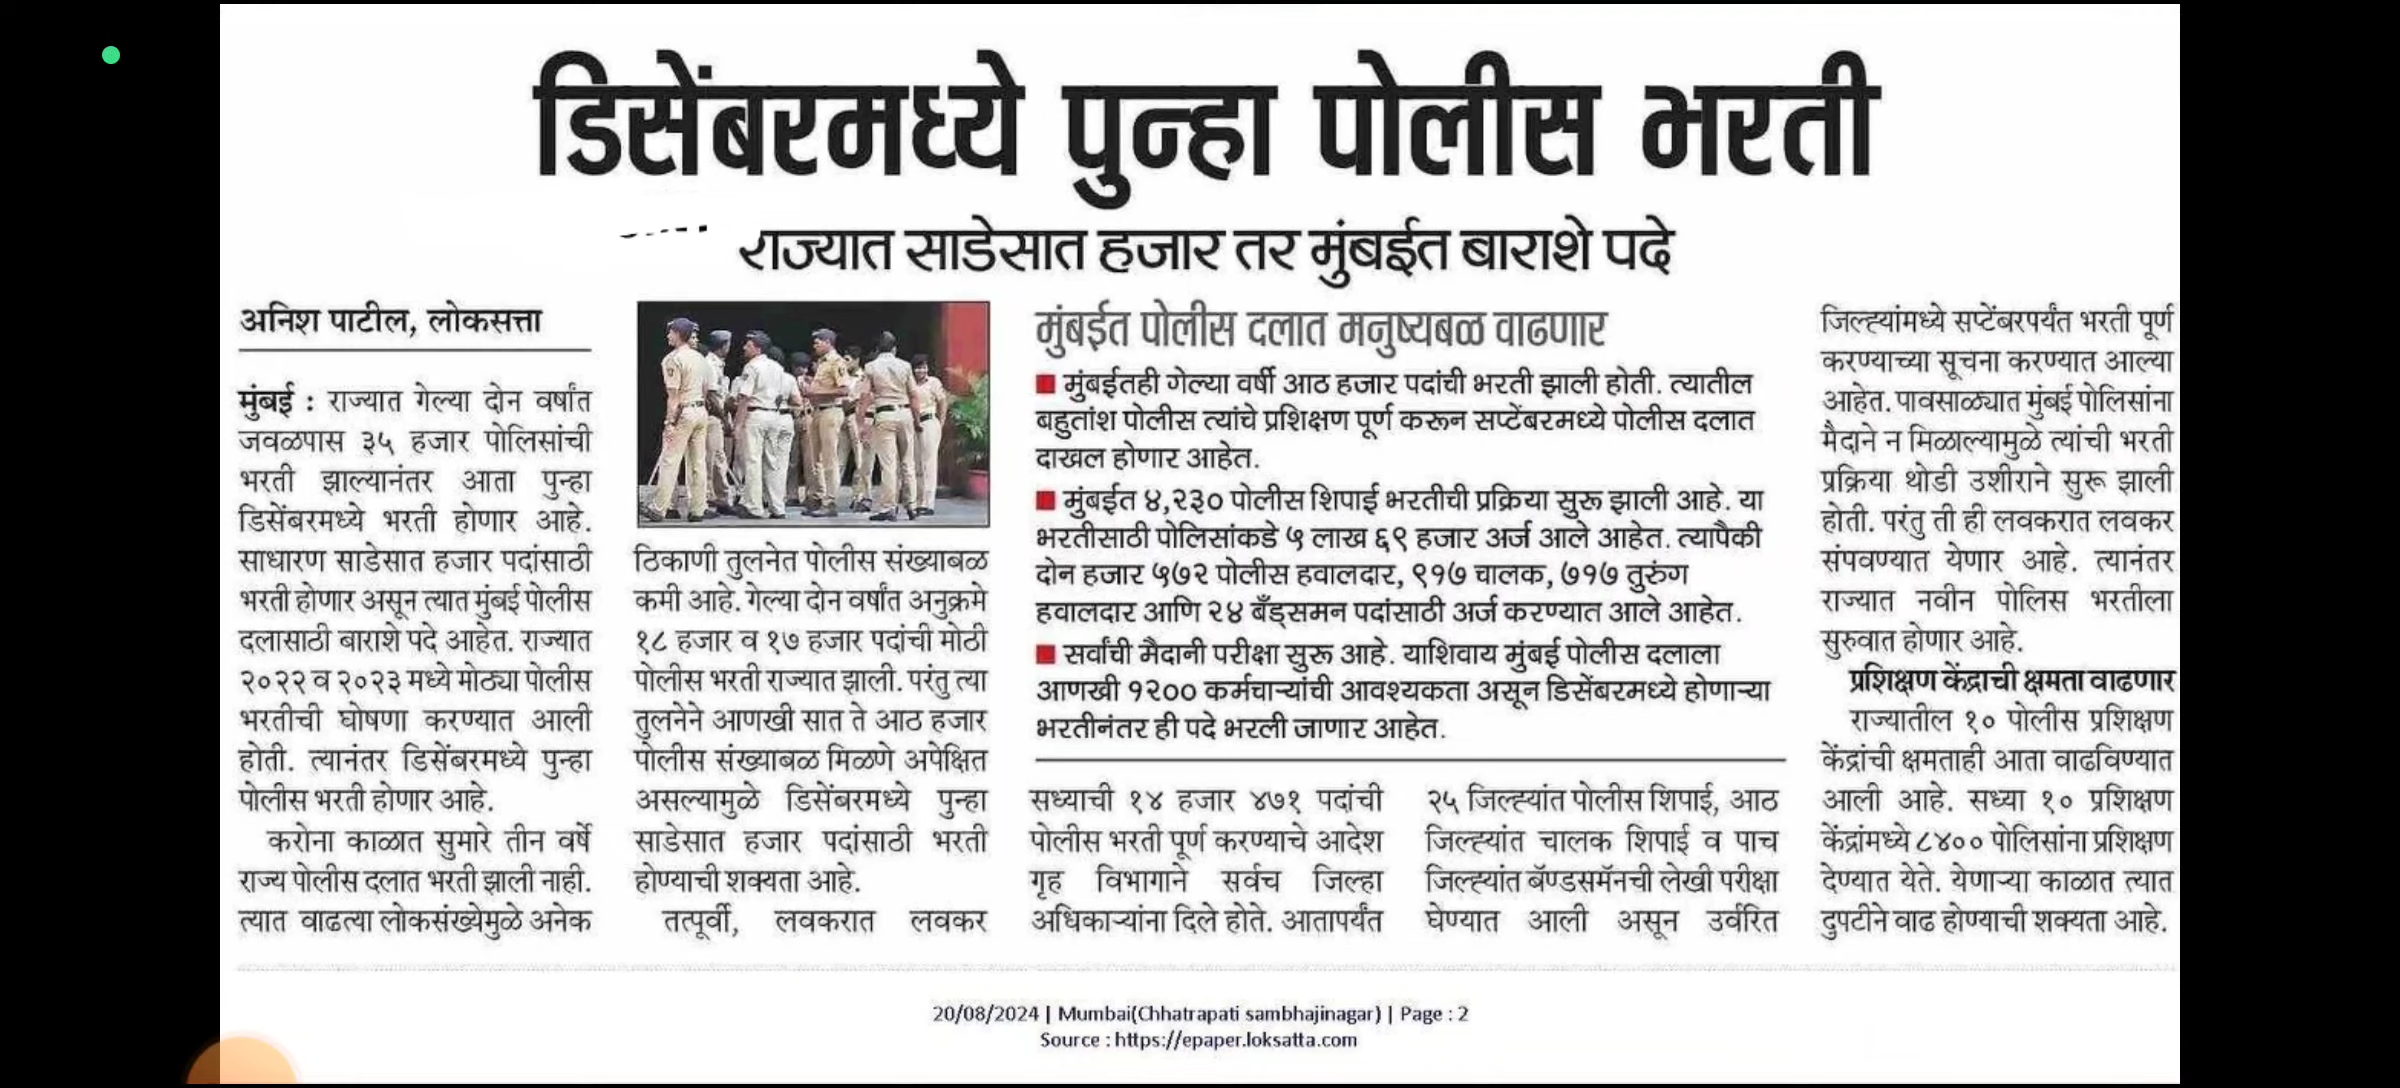 डिसेंबरमध्ये पुन्हा पोलीस भरती
राज्यात साडेसात हजार तर मुंबईत बाराशे पदे
अनिश पाटील, लोकसत्ता
मुंबई : राज्यात गेल्या दोन वर्षांत
जवळपास ३५ हजार पोलिसांची
भरती झाल्यानंतर आता पुन्हा
डिसेंबरमध्ये भरती होणार आहे.
साधारण साडेसात हजार पदांसाठी
भरती होणार असून त्यात मुंबई पोलीस
दलासाठी बाराशे पदे आहेत. राज्यात
२०२२ व २०२३ मध्ये मोठ्या पोलीस
भरतीची घोषणा करण्यात आली
होती. त्यानंतर डिसेंबरमध्ये पुन्हा
पोलीस भरती होणार आहे.
करोना काळात सुमारे तीन वर्षे
राज्य पोलीस दलात भरती झाली नाही.
त्यात वाढत्या लोकसंख्येमुळे अनेक
ठिकाणी तुलनेत पोलीस संख्याबळ
कमी आहे. गेल्या दोन वर्षांत अनुक्रमे
१८ हजार व १७ हजार पदांची मोठी
पोलीस भरती राज्यात झाली. परंतु त्या
तुलनेने आणखी सात ते आठ हजार
पोलीस संख्याबळ मिळणे अपेक्षित
असल्यामुळे डिसेंबरमध्ये पुन्हा
साडेसात हजार पदांसाठी भरती
होण्याची शक्यता आहे.
तत्पूर्वी, लवकरात लवकर
मुंबईत पोलीस दलात मनुष्यबळ वाढणार
■ मुंबईतही गेल्या वर्षी आठ हजार पदांची भरती झाली होती. त्यातील
बहुतांश पोलीस त्यांचे प्रशिक्षण पूर्ण करून सप्टेंबरमध्ये पोलीस दलात
दाखल होणार आहेत.
■ मुंबईत ४,२३० पोलीस शिपाई भरतीची प्रक्रिया सुरू झाली आहे. या
भरतीसाठी पोलिसांकडे ५ लाख ६९ हजार अर्ज आले आहेत. त्यापैकी
दोन हजार ५७२ पोलीस हवालदार, ९१७ चालक, ७१७ तुरुंग
हवालदार आणि २४ बँड्समन पदांसाठी अर्ज करण्यात आले आहेत.
■ सर्वांची मैदानी परीक्षा सुरू आहे. याशिवाय मुंबई पोलीस दलाला
आणखी १२०० कर्मचाऱ्यांची आवश्यकता असून डिसेंबरमध्ये होणाऱ्या
भरतीनंतर ही पदे भरली जाणार आहेत.
सध्याची १४ हजार ४७१ पदांची
पोलीस भरती पूर्ण करण्याचे आदेश
गृह विभागाने सर्वच जिल्हा
अधिकाऱ्यांना दिले होते. आतापर्यंत
२५ जिल्ह्यांत पोलीस शिपाई, आठ
जिल्ह्यांत चालक शिपाई व पाच
जिल्ह्यांत बॅण्डसमॅनची लेखी परीक्षा
घेण्यात आली असून उर्वरित
जिल्ह्यांमध्ये सप्टेंबरपर्यंत भरती पूर्ण
करण्याच्या सूचना करण्यात आल्या
आहेत. पावसाळ्यात मुंबई पोलिसांना
मैदाने न मिळाल्यामुळे त्यांची भरती
प्रक्रिया थोडी उशीराने सुरू झाली
होती. परंतु ती ही लवकरात लवकर
संपवण्यात येणार आहे. त्यानंतर
राज्यात नवीन पोलिस भरतीला
सुरुवात होणार आहे.
प्रशिक्षण केंद्राची क्षमता वाढणार
राज्यातील १० पोलीस प्रशिक्षण
केंद्रांची क्षमताही आता वाढविण्यात
आली आहे. सध्या १० प्रशिक्षण
केंद्रांमध्ये ८४०० पोलिसांना प्रशिक्षण
देण्यात येते. येणाऱ्या काळात त्यात
दुपटीने वाढ होण्याची शक्यता आहे.
20/08/2024 | Mumbai(Chhatrapati sambhajinagar) | Page : 2
Source : https://epaper.loksatta.com